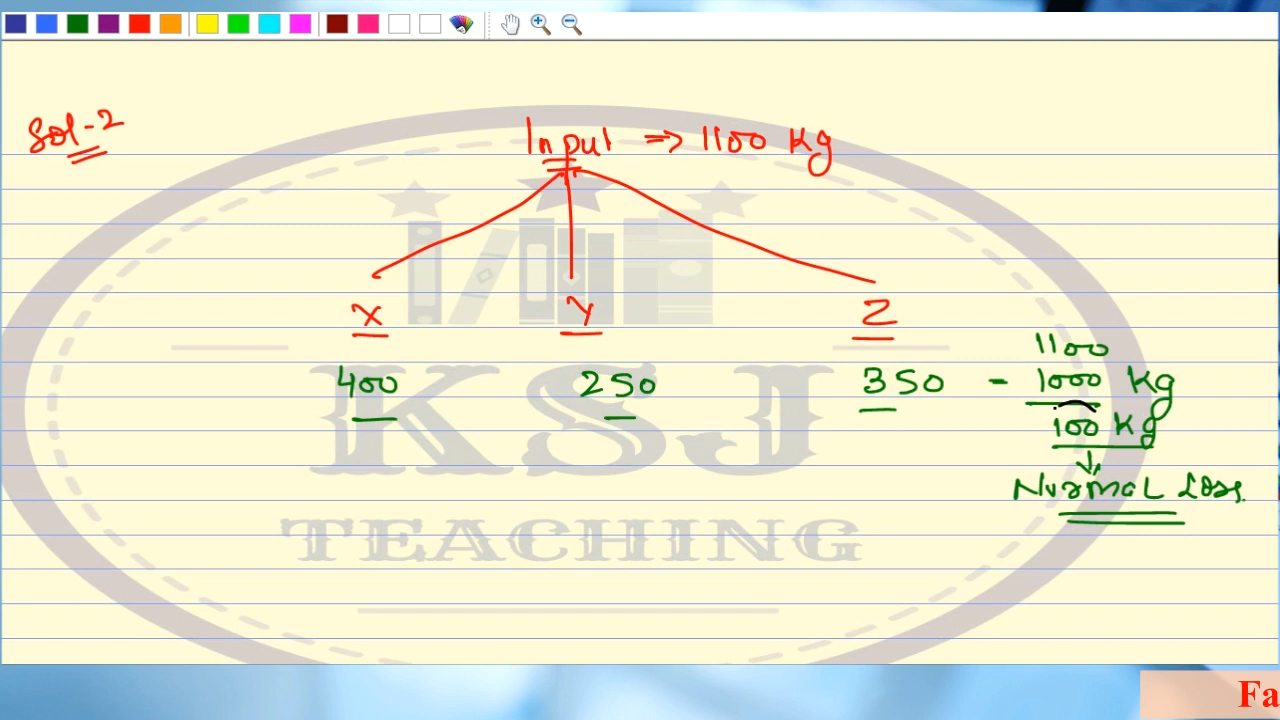 Sol-2
Input => 1100 Kg
X Y Z
1100
400 250 350 - 1000 Kg
100 Kg
Normal Loss.
KSJ
TEACHING
Fa